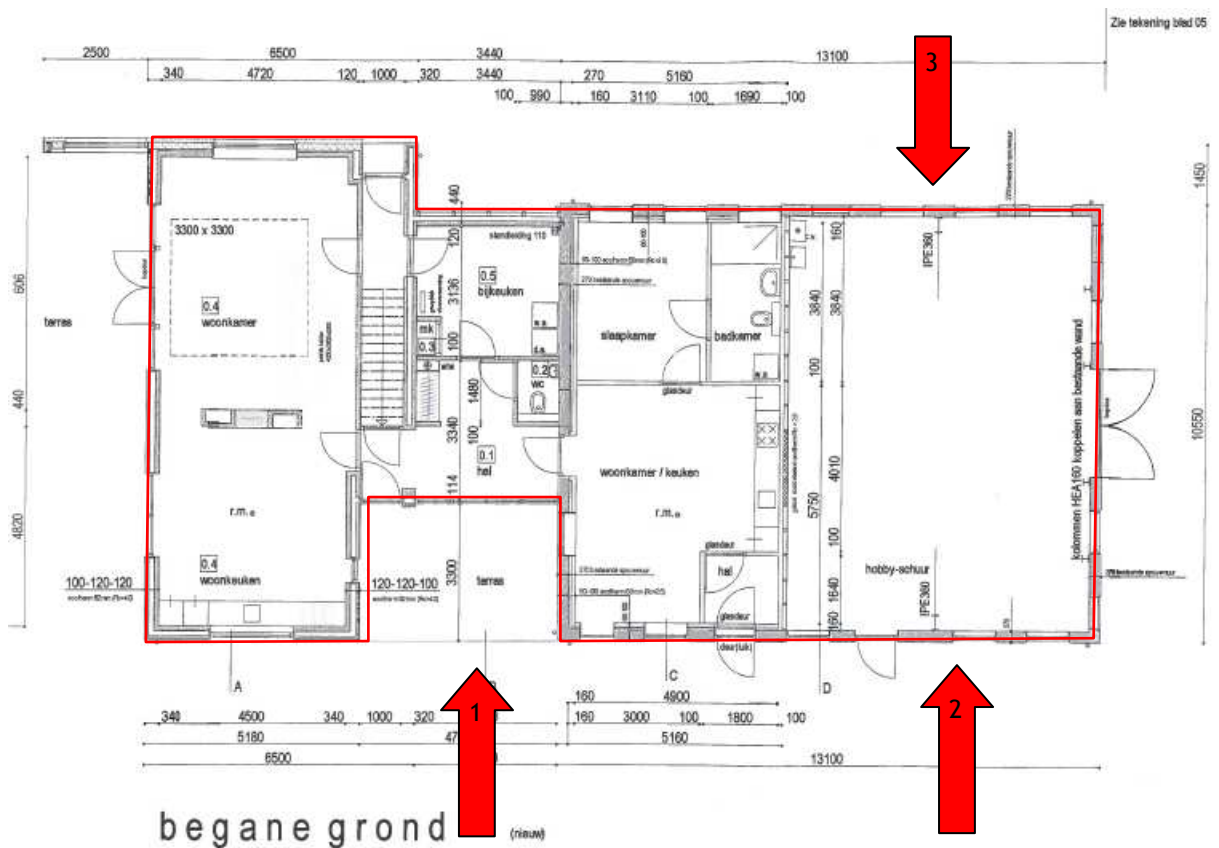 Zie tekening blad 05
2500 6500 3440 13100
340 4720 120 1000 320 3440 270 5160
100 990 160 3110 100 1690 100
3
1450
440
120
160
IPE360
3300 x 3300
standleiding 110
0.5
bijkeuken
3136
3840
3840
606
terras
0.4
woonkamer
mk
0.3
100
slaapkamer
badkamer
0.2
wc
1480
100
glasdeur
440
10550
3340
100
0.1
hal
woonkamer / keuken
4010
5750
kolommen HEA160 koppelen aan bestaande wand
114
r.m.
r.m.
4820
100
glasdeur
0.4
woonkeuken
hal
hobby-schuur
100-120-120
120-120-100
3300
terras
1640
IPE360
glasdeur
160
160
A
C
D
160 4900
1
2
340 4500 340 1000 320 160 3000 100 1800 100
5180 5160
6500 13100
begane grond (nieuw)